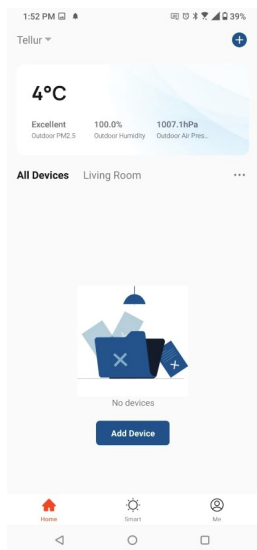 1:52 PM 39%
Tellur
4°C
Excellent 100.0% 1007.1hPa
Outdoor PM2.5 Outdoor Humidity Outdoor Air Pres..
All Devices Living Room ...
No devices
Add Device
Home Smart Me